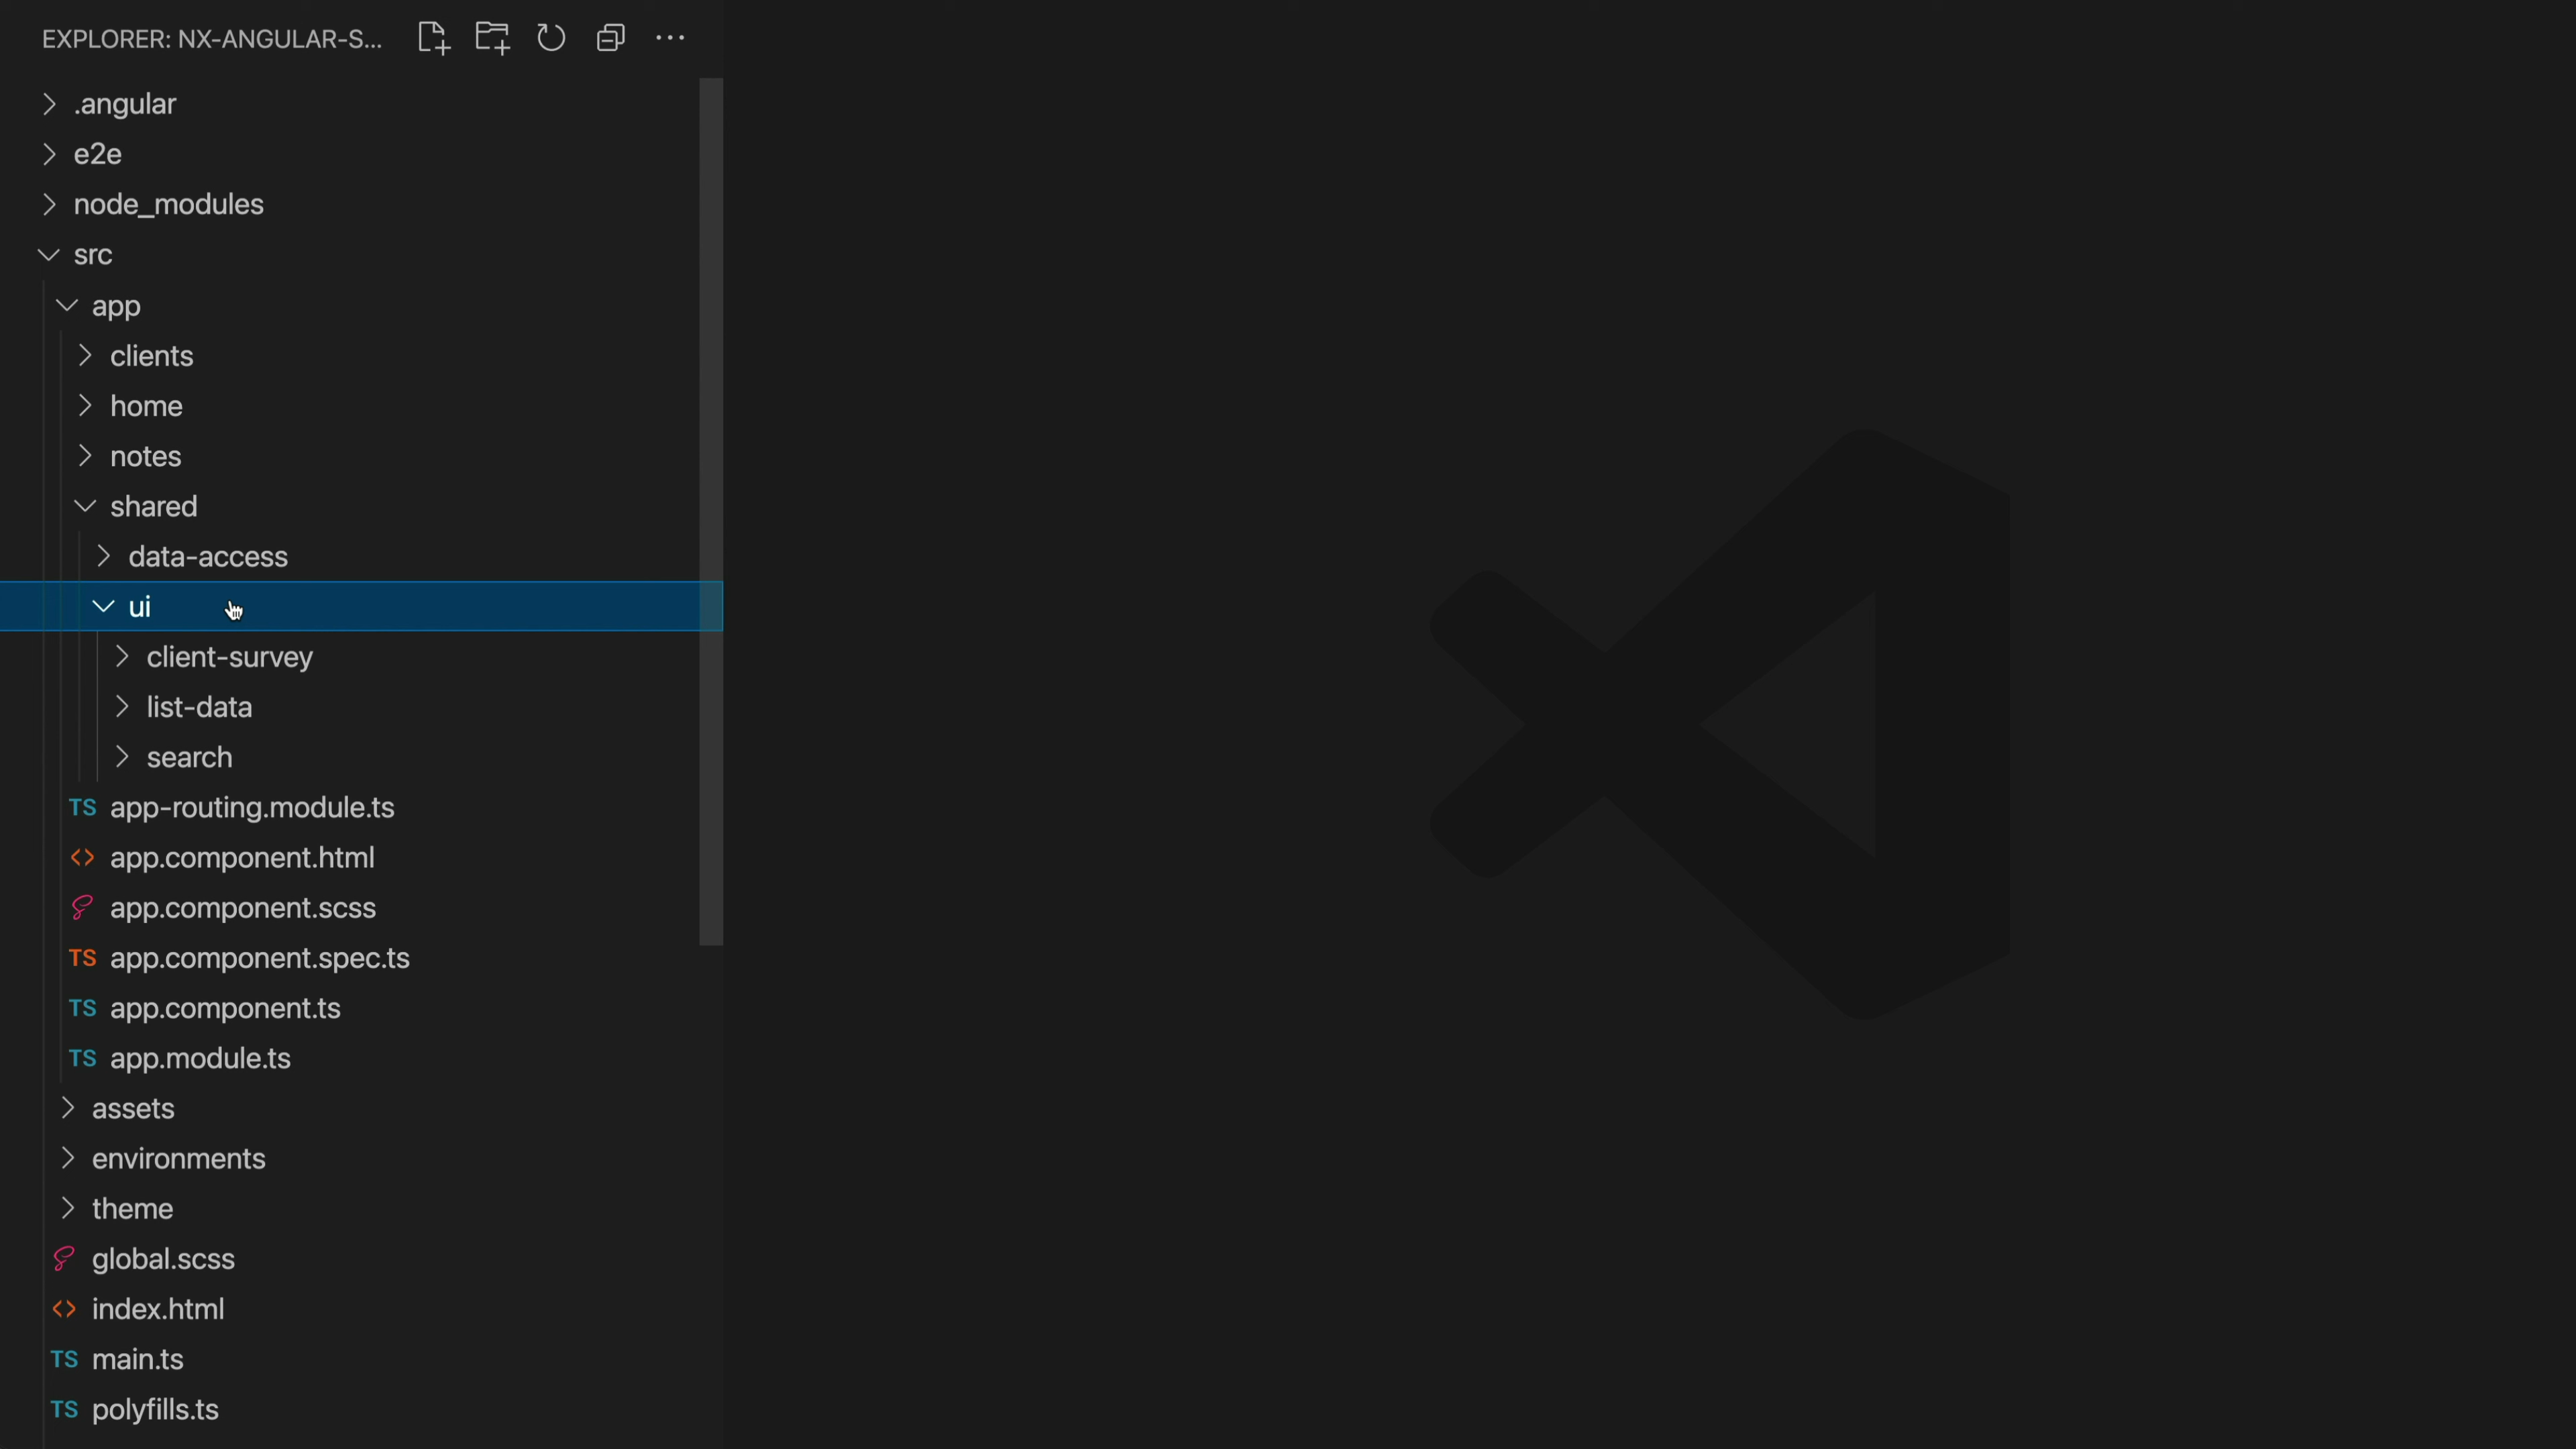 EXPLORER: NX-ANGULAR-S...
.angular
e2e
node_modules
src
app
clients
home
notes
shared
data-access
ui
client-survey
list-data
search
TS app-routing.module.ts
<> app.component.html
app.component.scss
TS app.component.spec.ts
TS app.component.ts
TS app.module.ts
assets
environments
theme
global.scss
<> index.html
TS main.ts
TS polyfills.ts